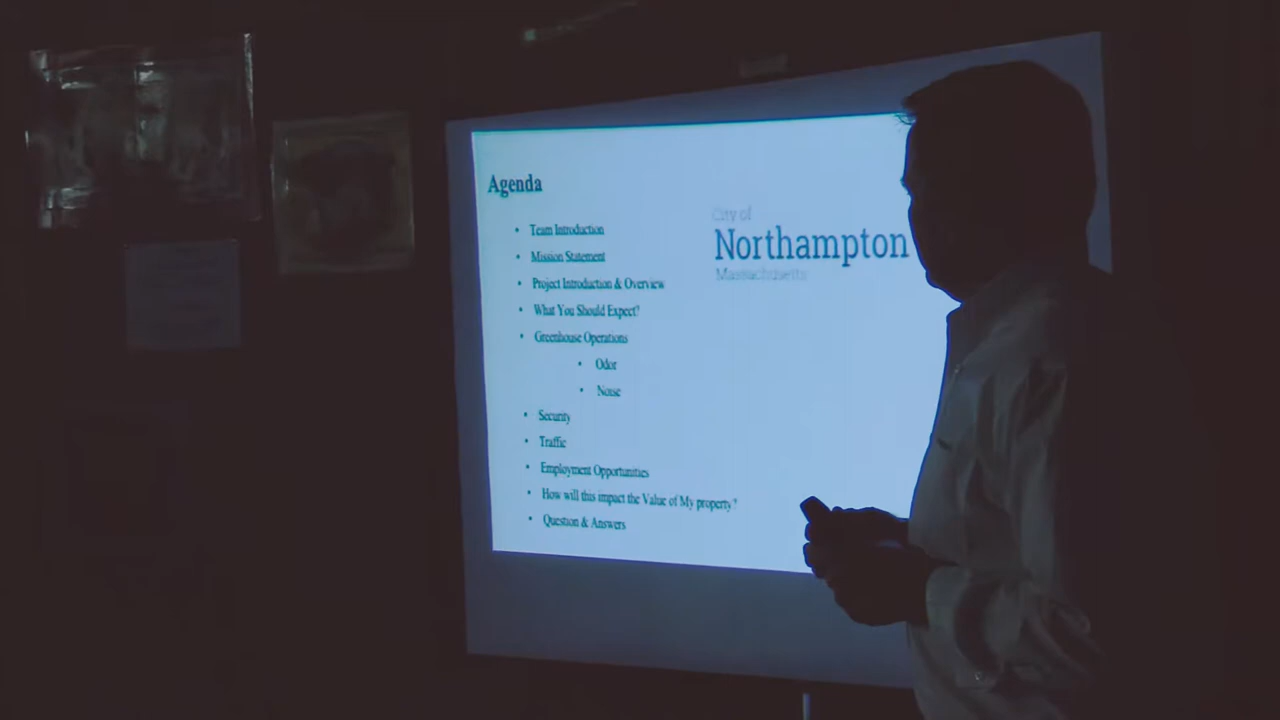 Agenda
• Team Introduction
• Mission Statement
• Project Introduction & Overview
• What You Should Expect?
• Greenhouse Operations
• Odor
• Noise
• Security
• Traffic
• Employment Opportunities
• How will this impact the Value of My property?
• Question & Answers
City of
Northampton
Massachusetts